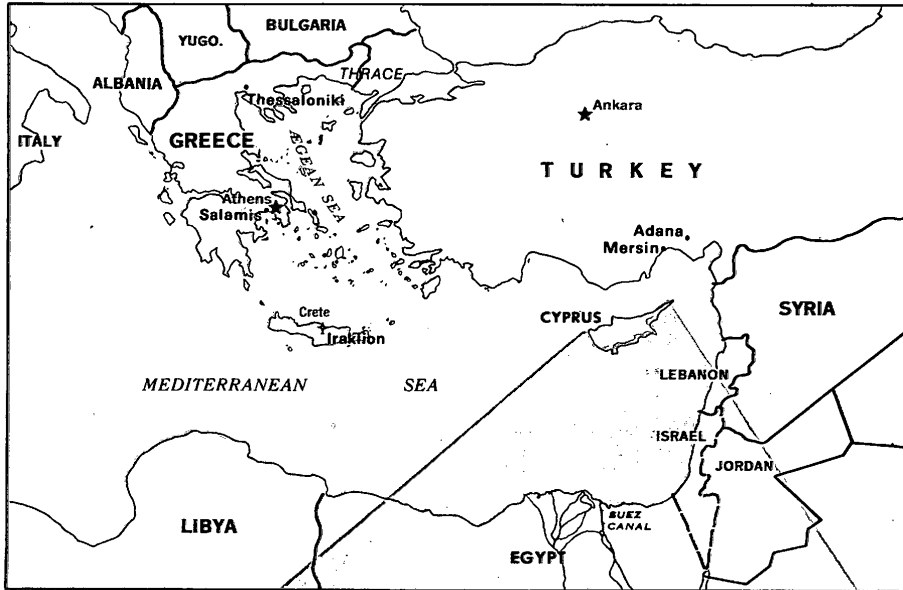 BULGARIA
YUGO.
THRACE
ALBANIA
Thessaloniki
Ankara
ITALY
GREECE
ÆGEAN SEA
TURKEY
Athens
Salamis
Adana
Mersin
Crete
CYPRUS
SYRIA
Iraklion
LEBANON
MEDITERRANEAN SEA
ISRAEL
JORDAN
SUEZ
CANAL
LIBYA
EGYPT